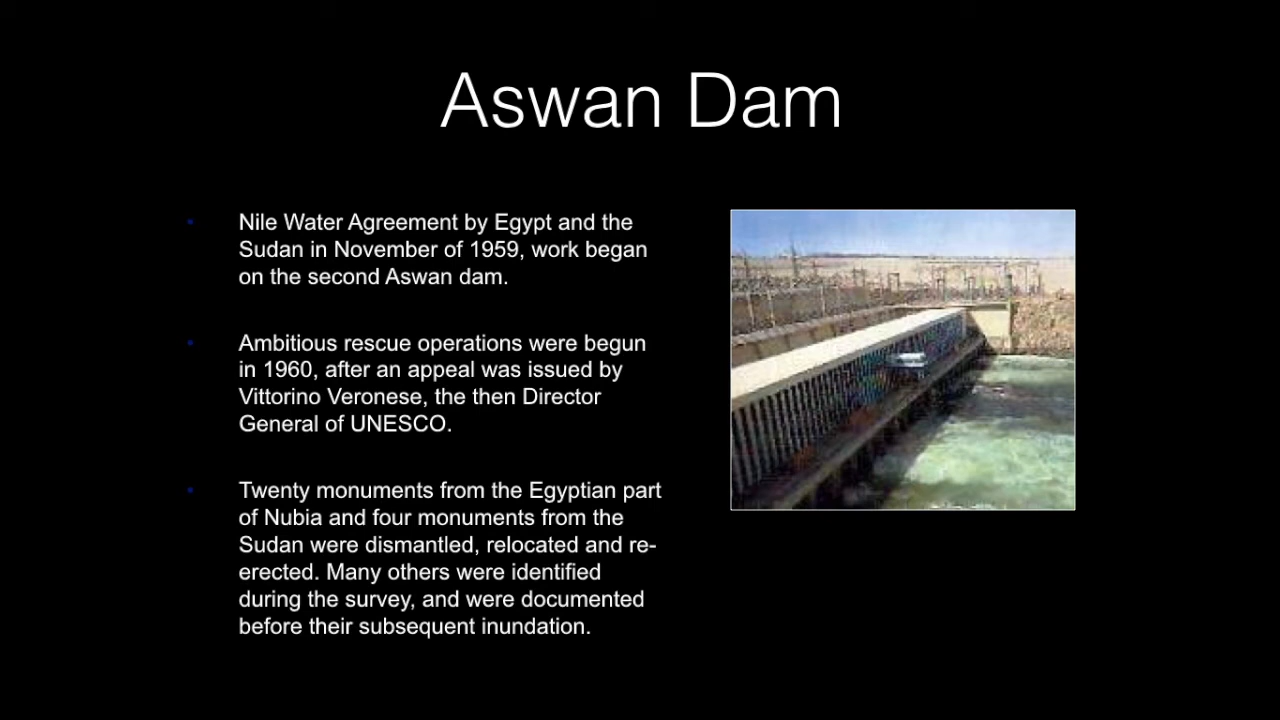 Aswan Dam
Nile Water Agreement by Egypt and the
Sudan in November of 1959, work began
on the second Aswan dam.
Ambitious rescue operations were begun
in 1960, after an appeal was issued by
Vittorino Veronese, the then Director
General of UNESCO.
Twenty monuments from the Egyptian part
of Nubia and four monuments from the
Sudan were dismantled, relocated and re-
erected. Many others were identified
during the survey, and were documented
before their subsequent inundation.